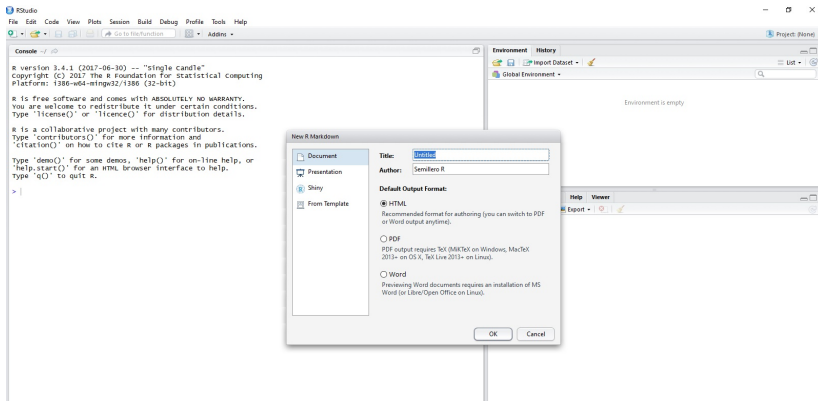 RStudio
File Edit Code View Plots Session Build Debug Profile Tools Help
Go to file/function Addins
Project: (None)
Console ~/
R version 3.4.1 (2017-06-30) -- "Single Candle"
Copyright (C) 2017 The R Foundation for Statistical Computing
Platform: i386-w64-mingw32/i386 (32-bit)
R is free software and comes with ABSOLUTELY NO WARRANTY.
You are welcome to redistribute it under certain conditions.
Type 'license()' or 'licence()' for distribution details.
R is a collaborative project with many contributors.
Type 'contributors()' for more information and
'citation()' on how to cite R or R packages in publications.
Type 'demo()' for some demos, 'help()' for on-line help, or
'help.start()' for an HTML browser interface to help.
Type 'q()' to quit R.
>
Environment History
Import Dataset List
Global Environment
Environment is empty
Help Viewer
Export
New R Markdown
Document
Presentation
Shiny
From Template
Title: Untitled
Author: Semillero R
Default Output Format:
HTML
Recommended format for authoring (you can switch to PDF
or Word output anytime).
PDF
PDF output requires TeX (MiKTeX on Windows, MacTeX
2013+ on OS X, TeX Live 2013+ on Linux).
Word
Previewing Word documents requires an installation of MS
Word (or Libre/Open Office on Linux).
OK Cancel